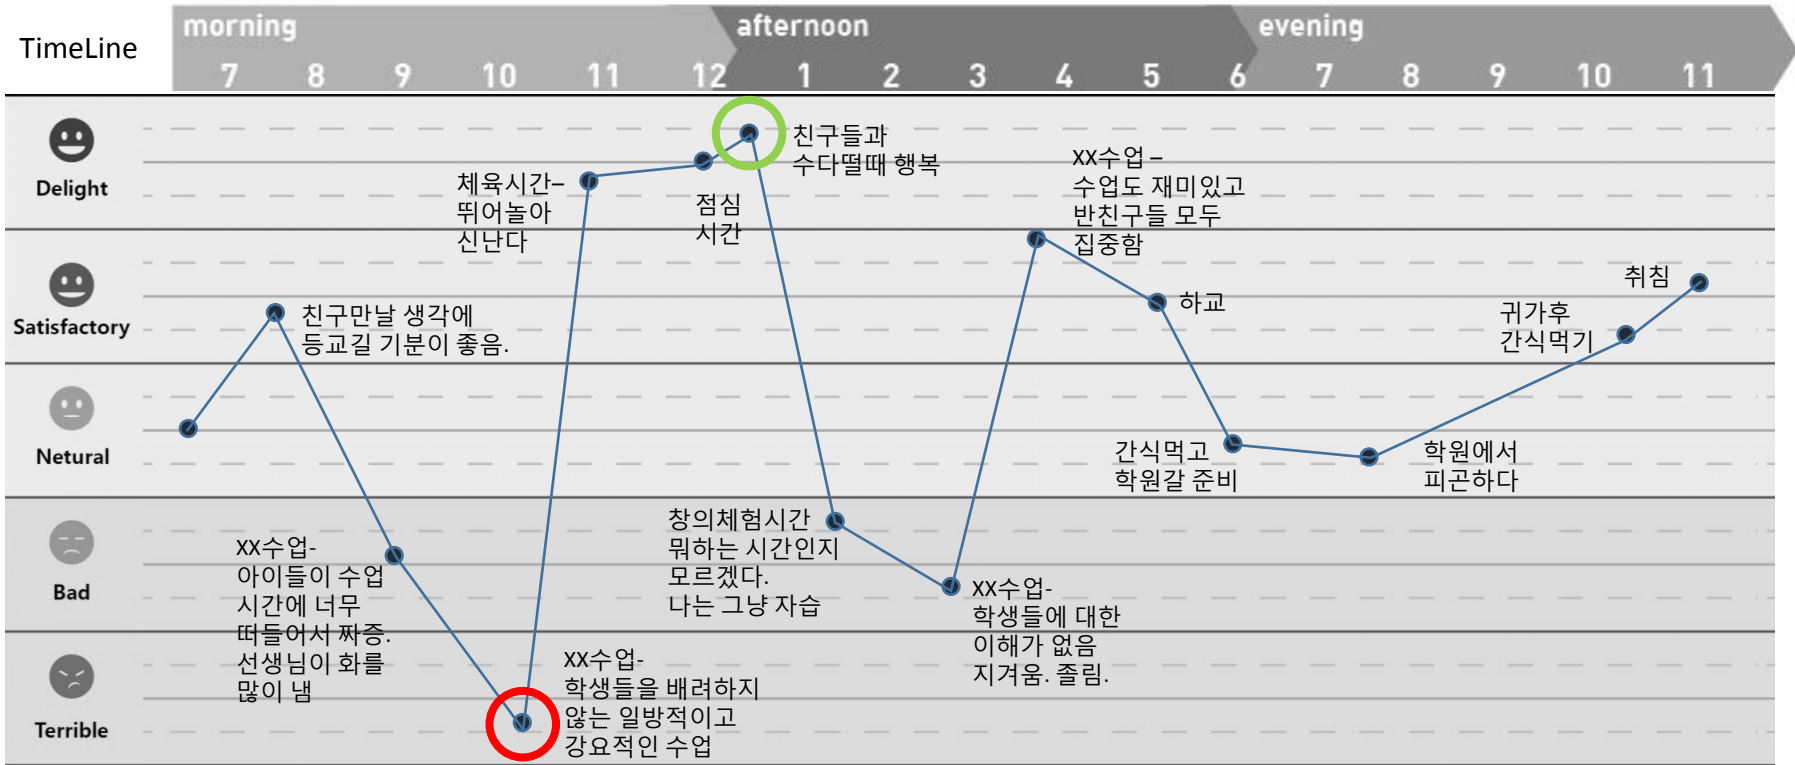 TimeLine
morning
afternoon
evening
7 8 9 10 11 12 1 2 3 4 5 6 7 8 9 10 11
Delight
Satisfactory
Netural
Bad
Terrible
친구만날 생각에
등교길 기분이 좋음.
XX수업-
아이들이 수업
시간에 너무
떠들어서 짜증.
선생님이 화를
많이 냄
XX수업-
학생들을 배려하지
않는 일방적이고
강요적인 수업
체육시간–
뛰어놀아
신난다
점심
시간
친구들과
수다떨때 행복
창의체험시간
뭐하는 시간인지
모르겠다.
나는 그냥 자습
XX수업-
학생들에 대한
이해가 없음
지겨움. 졸림.
XX수업 –
수업도 재미있고
반친구들 모두
집중함
하교
간식먹고
학원갈 준비
학원에서
피곤하다
귀가후
간식먹기
취침